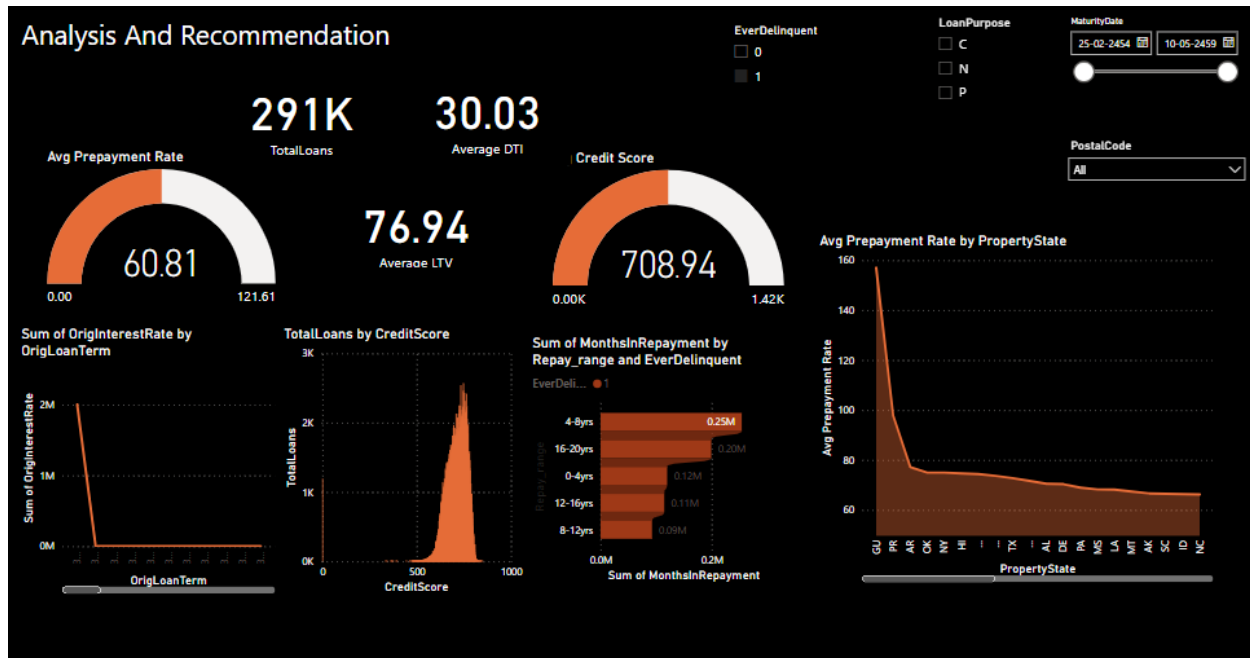 Analysis And Recommendation
EverDelinquent
0
1
LoanPurpose
C
N
P
MaturityDate
25-02-2454
10-05-2459
PostalCode
All
291K
TotalLoans
30.03
Average DTI
76.94
Average LTV
Avg Prepayment Rate
60.81
0.00
121.61
Credit Score
708.94
0.00K
1.42K
Sum of OrigInterestRate by
OrigLoanTerm
Sum of OrigInterestRate
2M
1M
0M
OrigLoanTerm
TotalLoans by CreditScore
TotalLoans
3K
2K
1K
0K
0
500
1000
CreditScore
Sum of MonthsInRepayment by
Repay_range and EverDelinquent
EverDeli...
1
Repay_range
4-8yrs
0.25M
16-20yrs
0.20M
0-4yrs
0.12M
12-16yrs
0.11M
8-12yrs
0.09M
0.0M
0.2M
Sum of MonthsInRepayment
Avg Prepayment Rate by PropertyState
Avg Prepayment Rate
160
140
120
100
80
60
GU
PR
AR
OK
NY
HI
...
...
TX
...
AL
DE
PA
MS
LA
MT
AK
SC
ID
NC
PropertyState